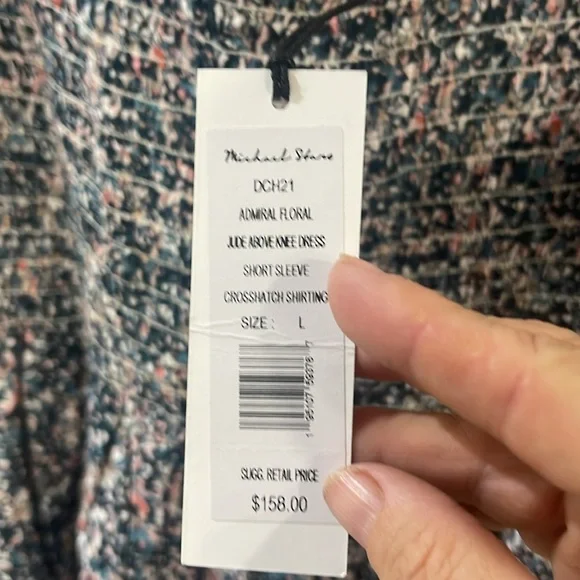 Michael Stars
DCH21
ADMIRAL FLORAL
JUDE ABOVE KNEE DRESS
SHORT SLEEVE
CROSSHATCH SHIRTING
SIZE : L
SUGG. RETAIL PRICE
$158.00